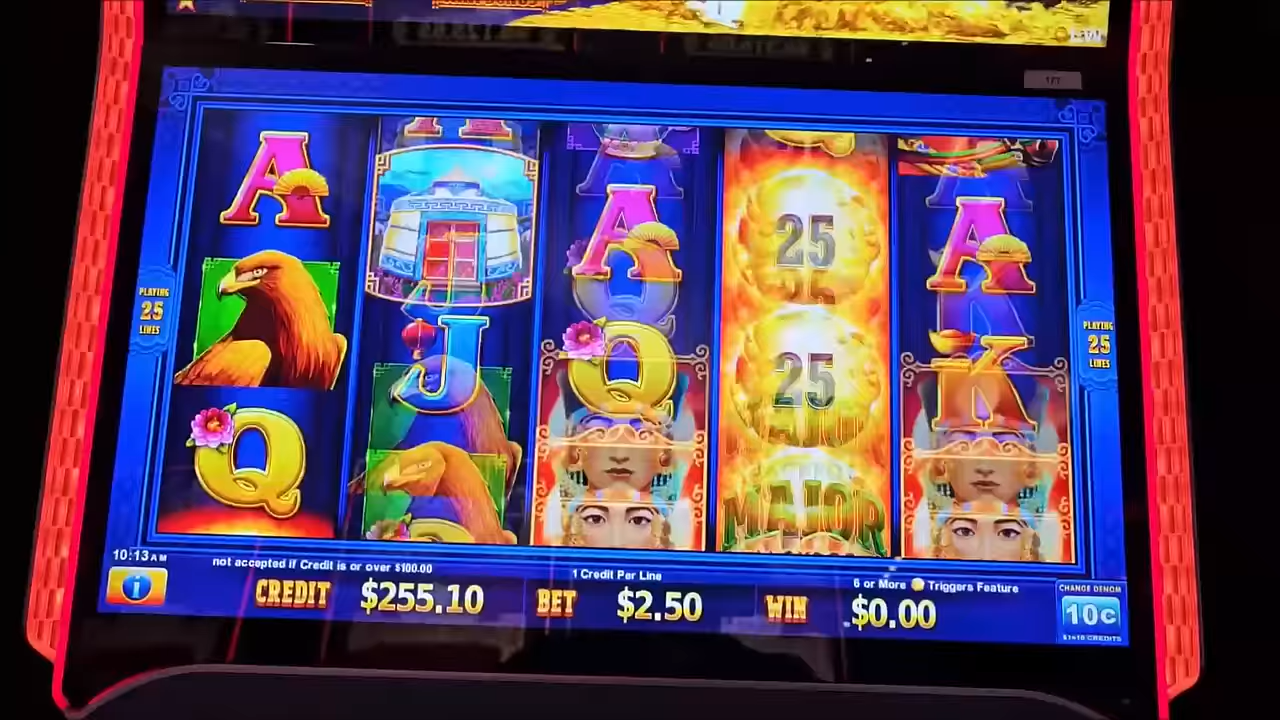 A
A
25
A
PLAYING
25
LINES
J
Q
25
K
PLAYING
25
LINES
Q
MAJOR
10:13 AM
not accepted if Credit is or over $100.00
1 Credit Per Line
6 or More Triggers Feature
CHANGE DENOM
CREDIT $255.10 BET $2.50 WIN $0.00
10¢